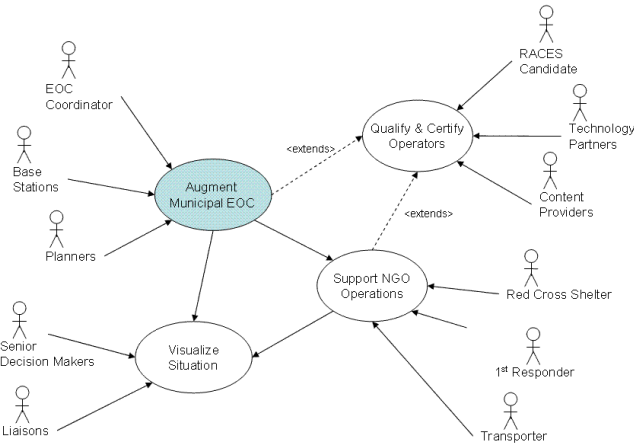 RACES
Candidate
EOC
Coordinator
Qualify & Certify
Operators
Technology
Partners
<extends>
Base
Stations
Augment
Municipal EOC
Content
Providers
<extends>
Planners
Support NGO
Operations
Red Cross Shelter
Senior
Decision Makers
Visualize
Situation
1st Responder
Liaisons
Transporter